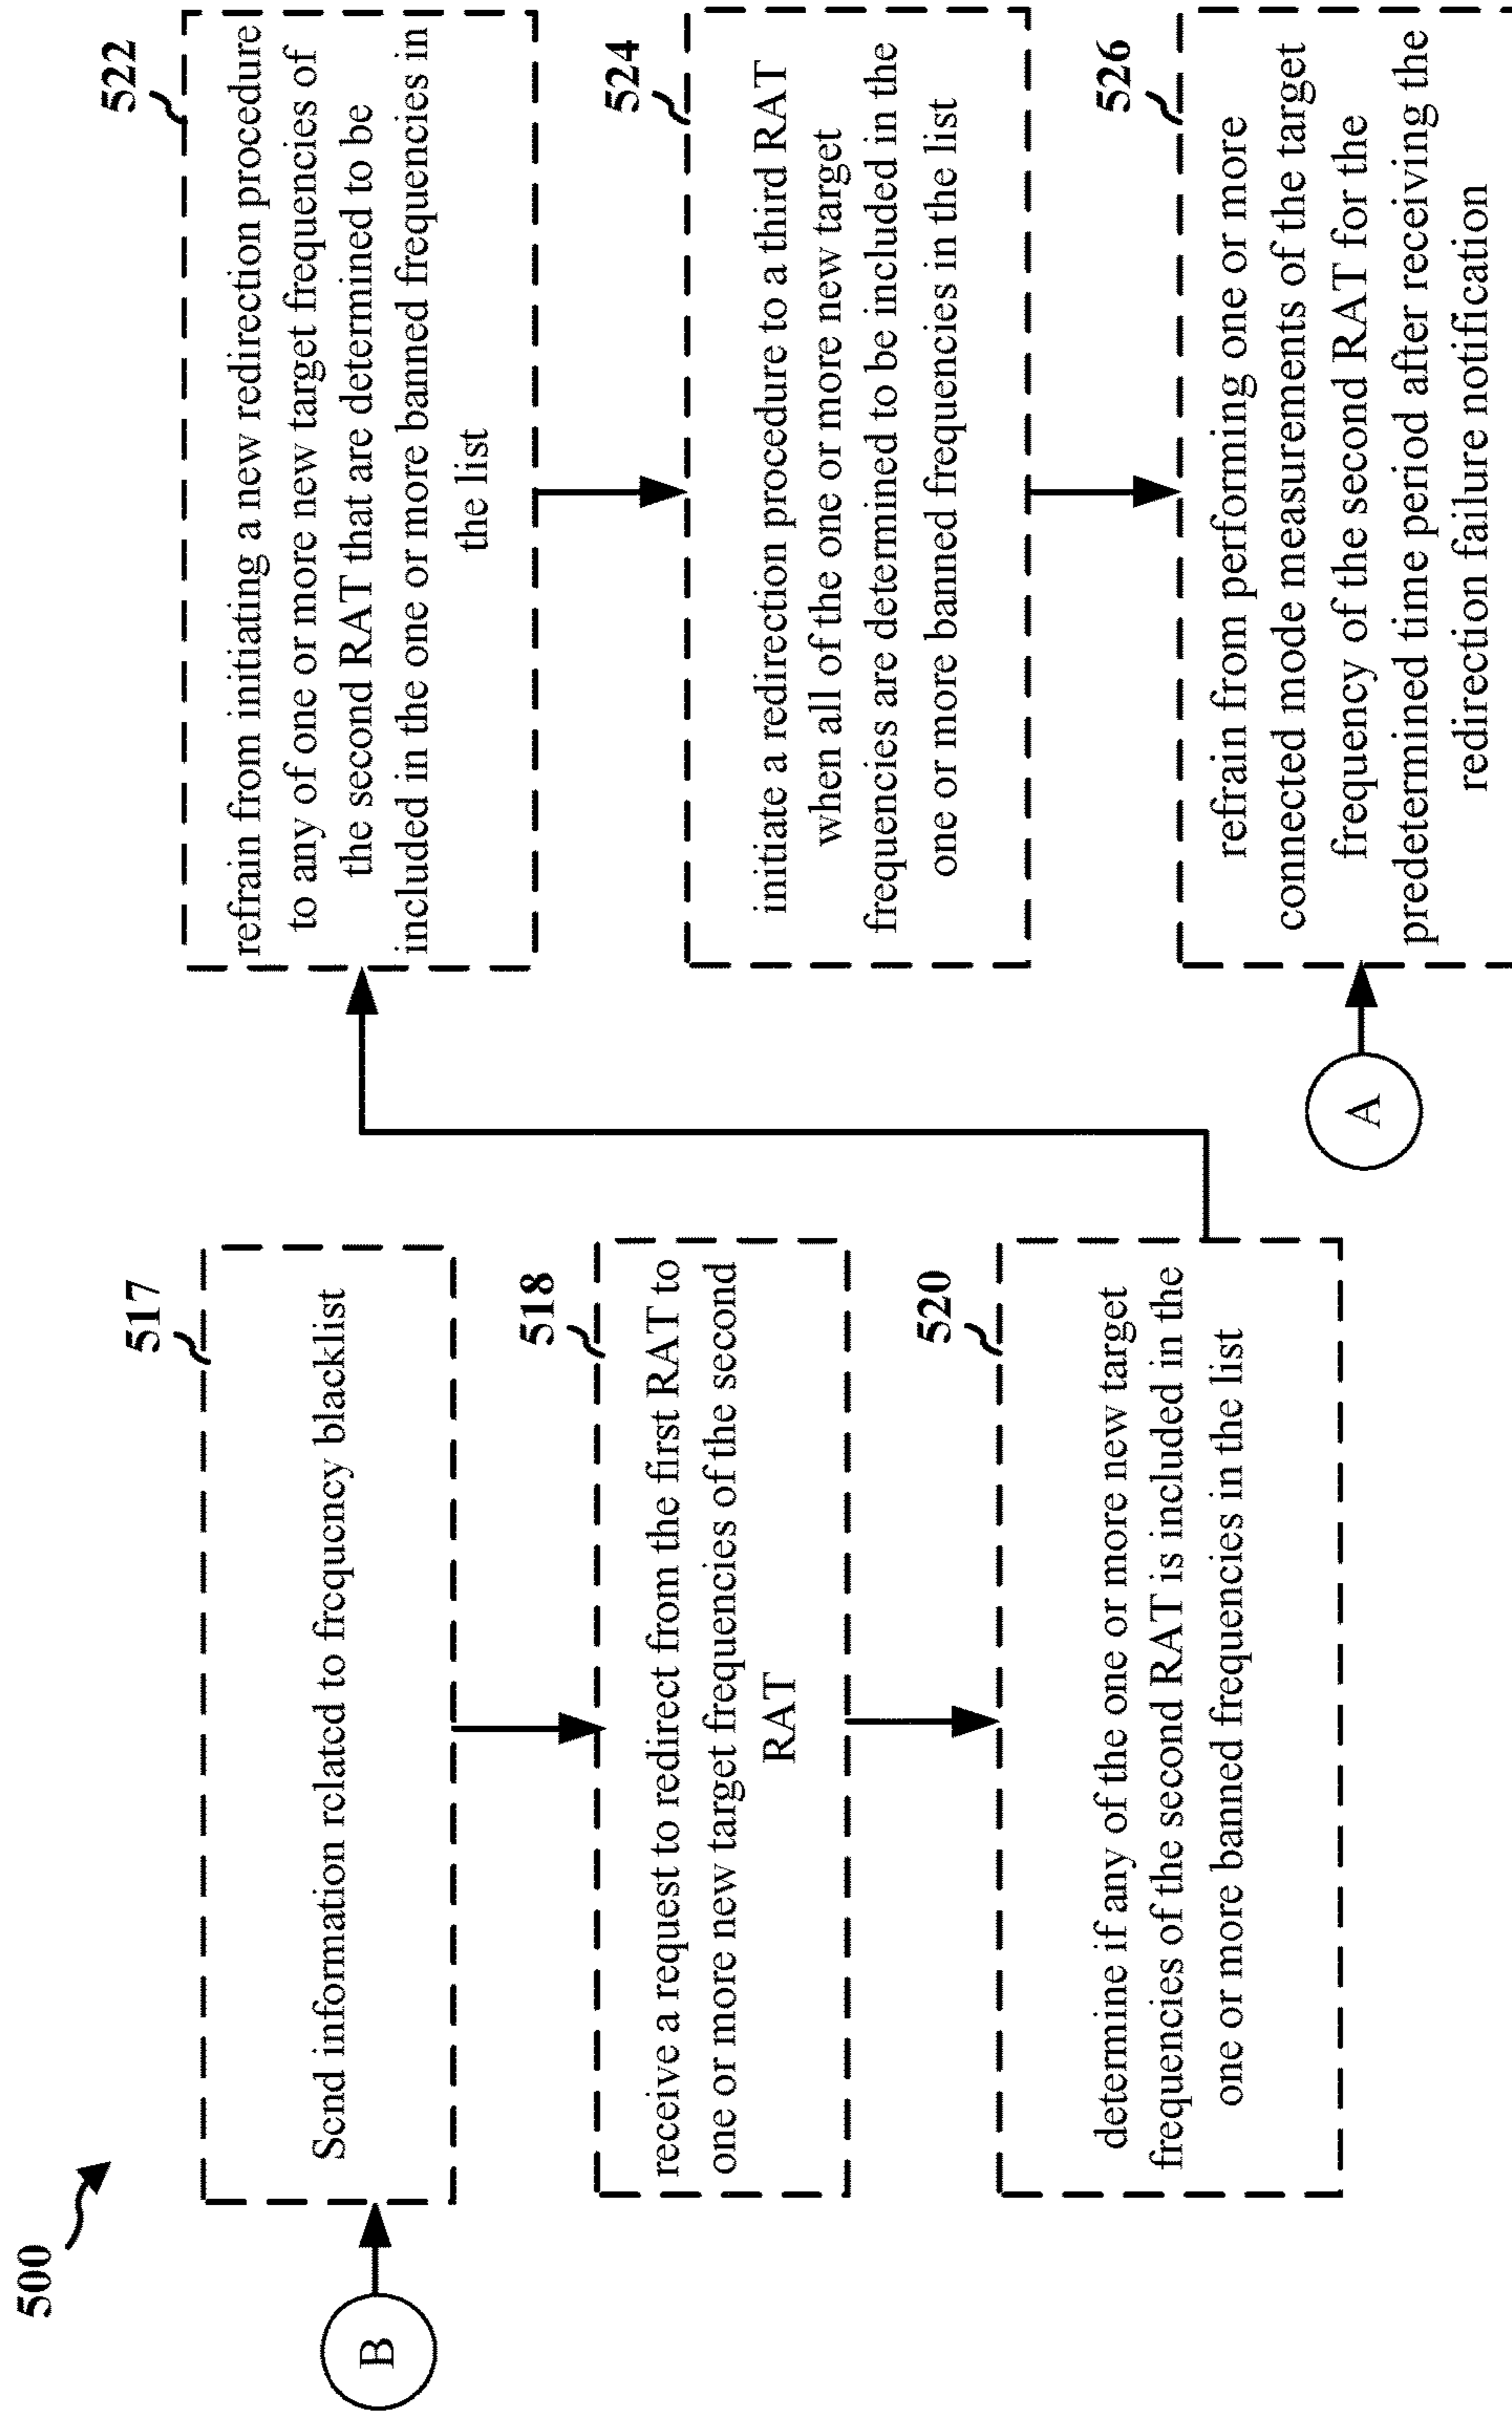 500
B
517
Send information related to frequency blacklist
518
receive a request to redirect from the first RAT to
one or more new target frequencies of the second
RAT
520
determine if any of the one or more new target
frequencies of the second RAT is included in the
one or more banned frequencies in the list
522
refrain from initiating a new redirection procedure
to any of one or more new target frequencies of
the second RAT that are determined to be
included in the one or more banned frequencies in
the list
524
initiate a redirection procedure to a third RAT
when all of the one or more new target
frequencies are determined to be included in the
one or more banned frequencies in the list
A
526
refrain from performing one or more
connected mode measurements of the target
frequency of the second RAT for the
predetermined time period after receiving the
redirection failure notification